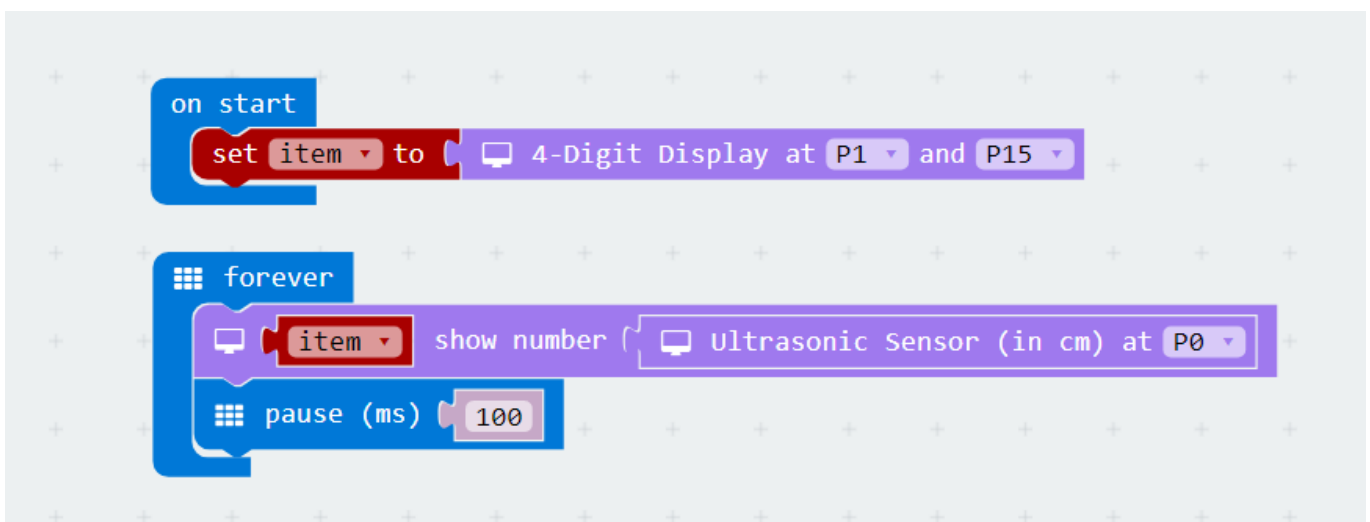 on start
set item to 4-Digit Display at P1 and P15
forever
item show number Ultrasonic Sensor (in cm) at P0
pause (ms) 100